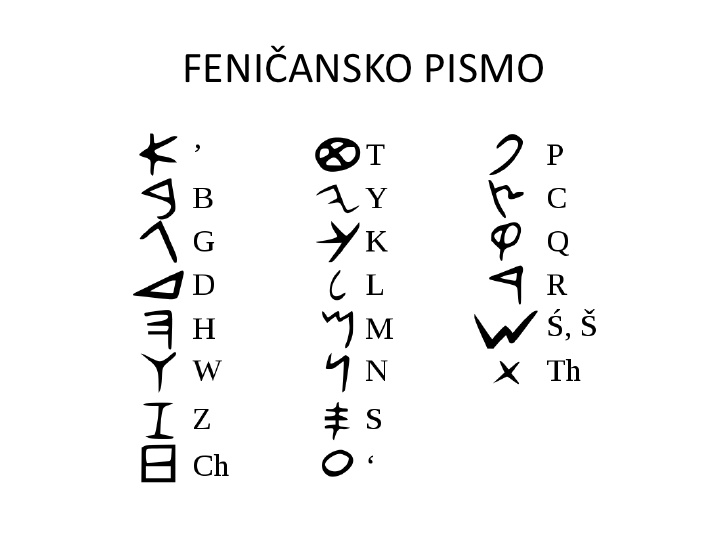 FENIČANSKO PISMO
𐤀 ’
𐤁 B
𐤂 G
𐤃 D
𐤄 H
𐤅 W
𐤆 Z
𐤇 Ch
𐤈 T
𐤉 Y
𐤊 K
𐤋 L
𐤌 M
𐤍 N
𐤎 S
𐤏 ‘
𐤐 P
𐤑 C
𐤒 Q
𐤓 R
𐤔 Ś, Š
𐤕 Th